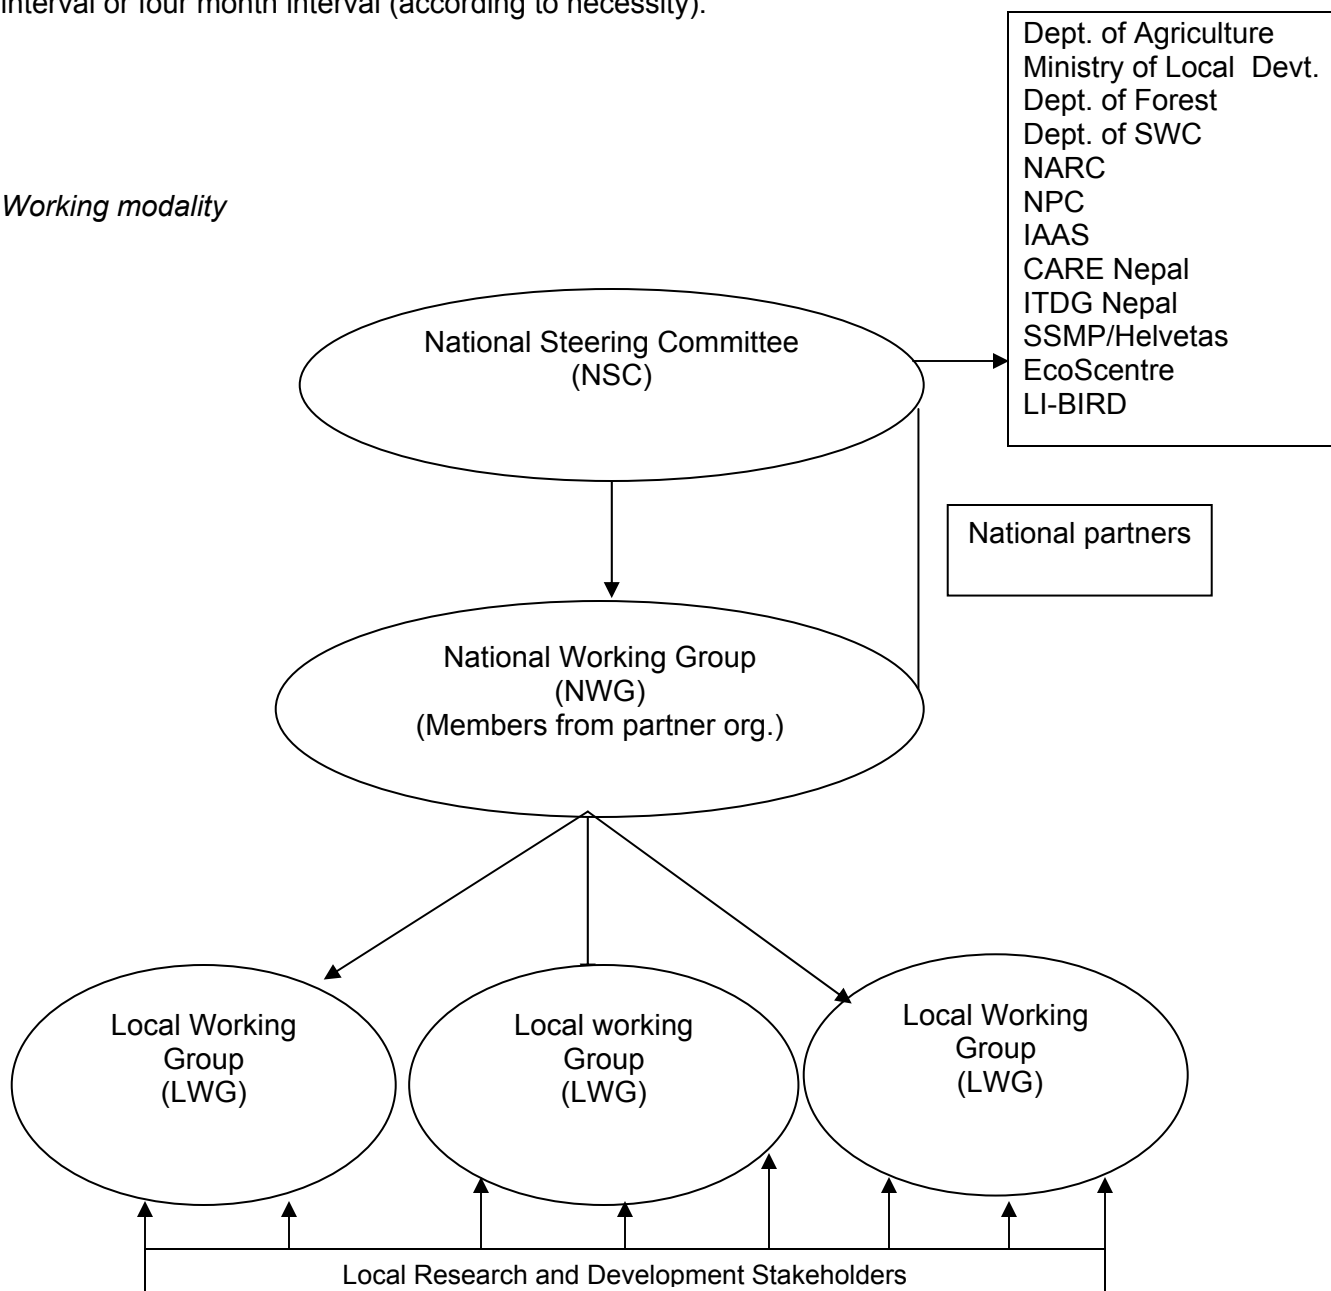 interval or four month interval (according to necessity).
Dept. of Agriculture
Ministry of Local Devt.
Dept. of Forest
Dept. of SWC
NARC
NPC
IAAS
CARE Nepal
ITDG Nepal
SSMP/Helvetas
EcoScentre
LI-BIRD
Working modality
National Steering Committee
(NSC)
National partners
National Working Group
(NWG)
(Members from partner org.)
Local Working
Group
(LWG)
Local working
Group
(LWG)
Local Working
Group
(LWG)
Local Research and Development Stakeholders